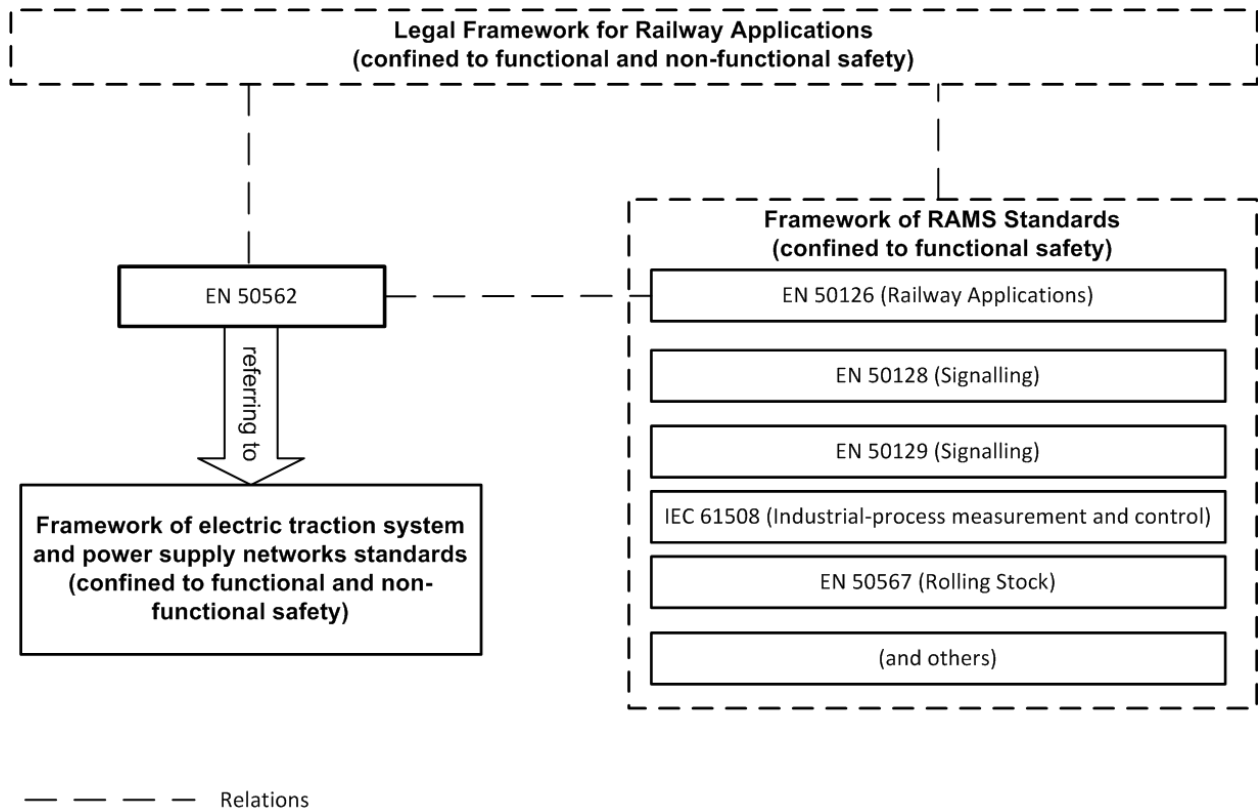 Legal Framework for Railway Applications
(confined to functional and non-functional safety)
Framework of RAMS Standards
(confined to functional safety)
EN 50562
EN 50126 (Railway Applications)
referring to
EN 50128 (Signalling)
EN 50129 (Signalling)
IEC 61508 (Industrial-process measurement and control)
EN 50567 (Rolling Stock)
(and others)
Framework of electric traction system
and power supply networks standards
(confined to functional and non-
functional safety)
Relations